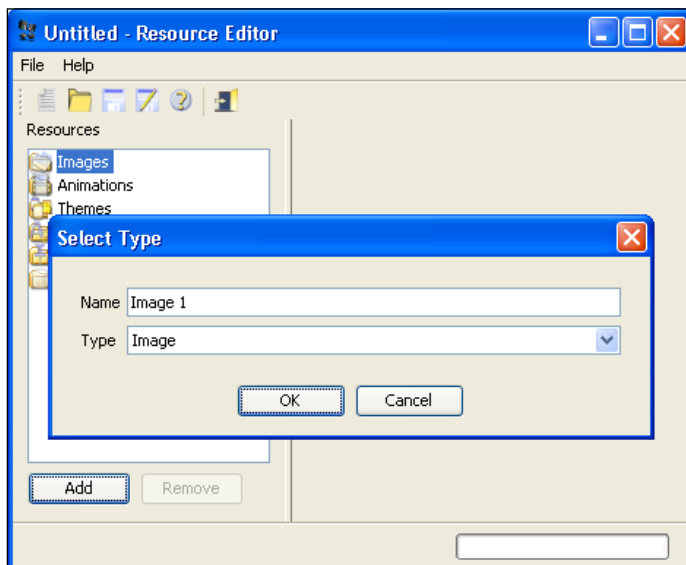 Untitled - Resource Editor
File Help
Resources
Images
Animations
Themes
Select Type
Name Image 1
Type Image
OK Cancel
Add Remove